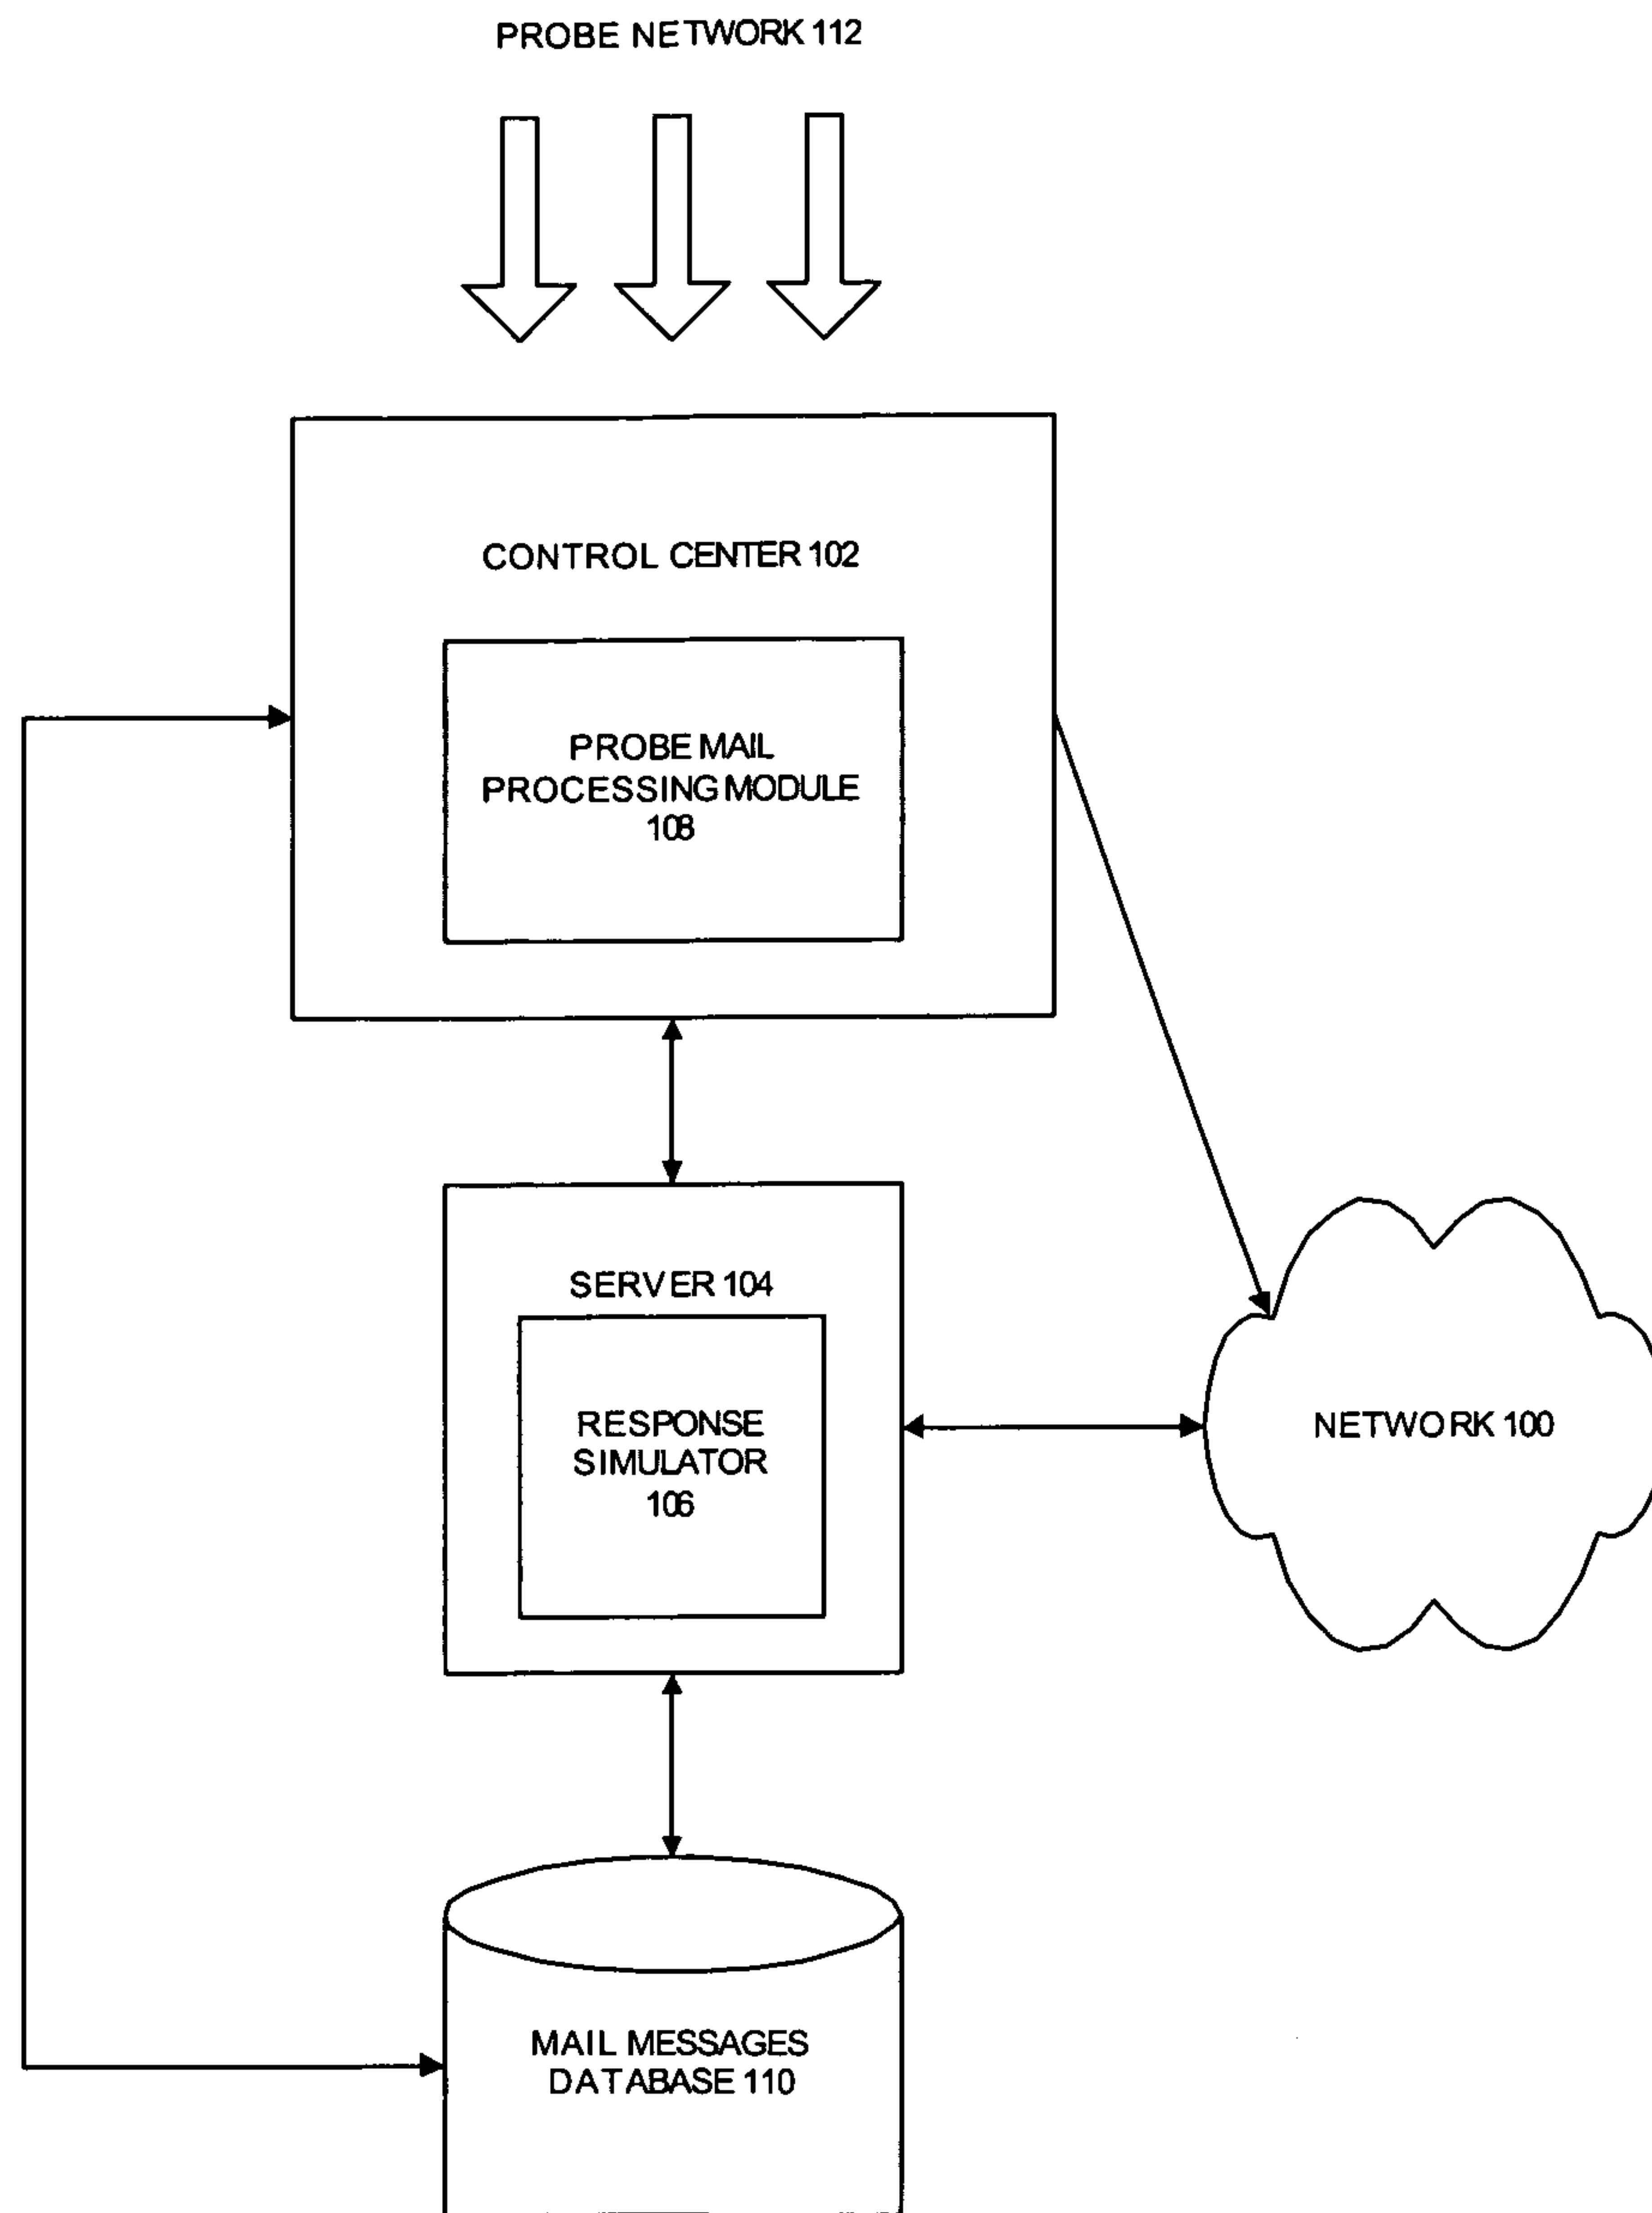 PROBE NETWORK 112
CONTROL CENTER 102
PROBE MAIL
PROCESSING MODULE
108
SERVER 104
RESPONSE
SIMULATOR
106
NETWORK 100
MAIL MESSAGES
DATABASE 110